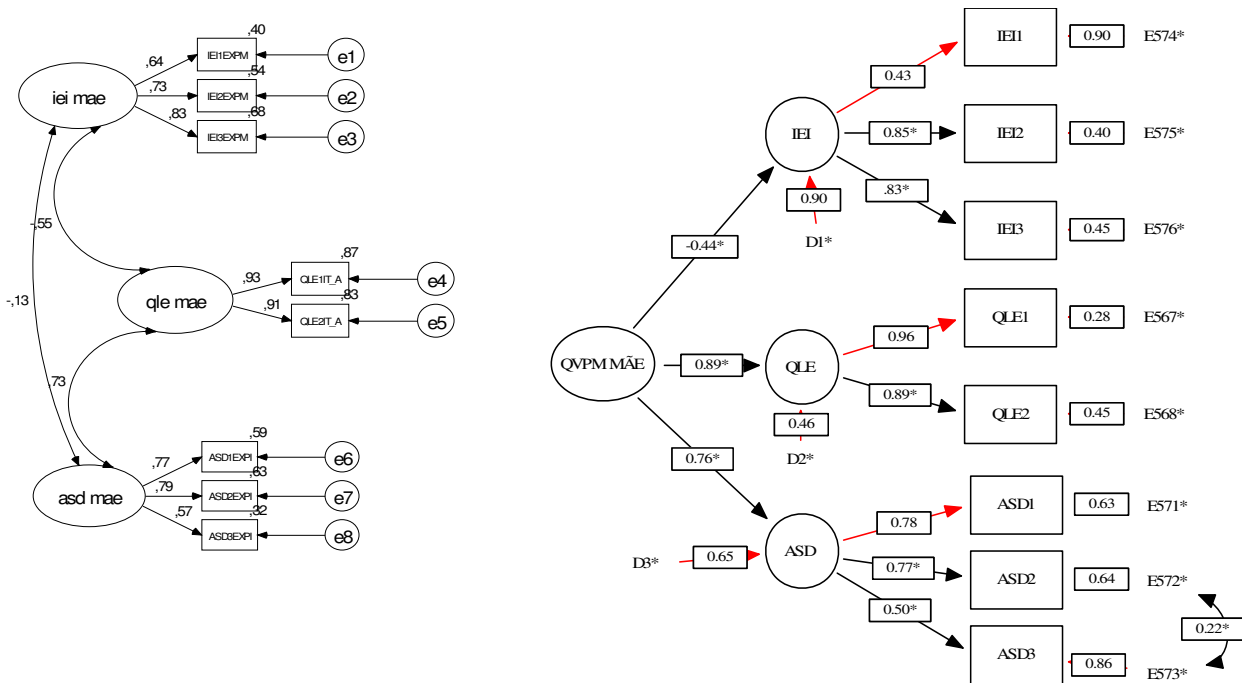 ,40
IEI1EXPM
e1
,64
,54
iei mae
,73
IEI2EXPM
e2
,83
,68
IEI3EXPM
e3
-,55
,87
,93
QLE1IT_A
e4
-,13
qle mae
,83
,91
QLE2IT_A
e5
,73
,59
,77
ASD1EXPI
e6
,63
asd mae
,79
ASD2EXPI
e7
,57
,32
ASD3EXPI
e8
IEI1
0.90
E574*
0.43
IEI
0.85*
IEI2
0.40
E575*
.83*
0.90
D1*
IEI3
0.45
E576*
-0.44*
QLE1
0.28
E567*
0.96
QVPM MÃE
0.89*
QLE
0.89*
QLE2
0.45
E568*
0.46
D2*
0.76*
ASD1
0.63
E571*
0.78
D3*
0.65
ASD
0.77*
ASD2
0.64
E572*
0.50*
0.22*
ASD3
0.86
E573*